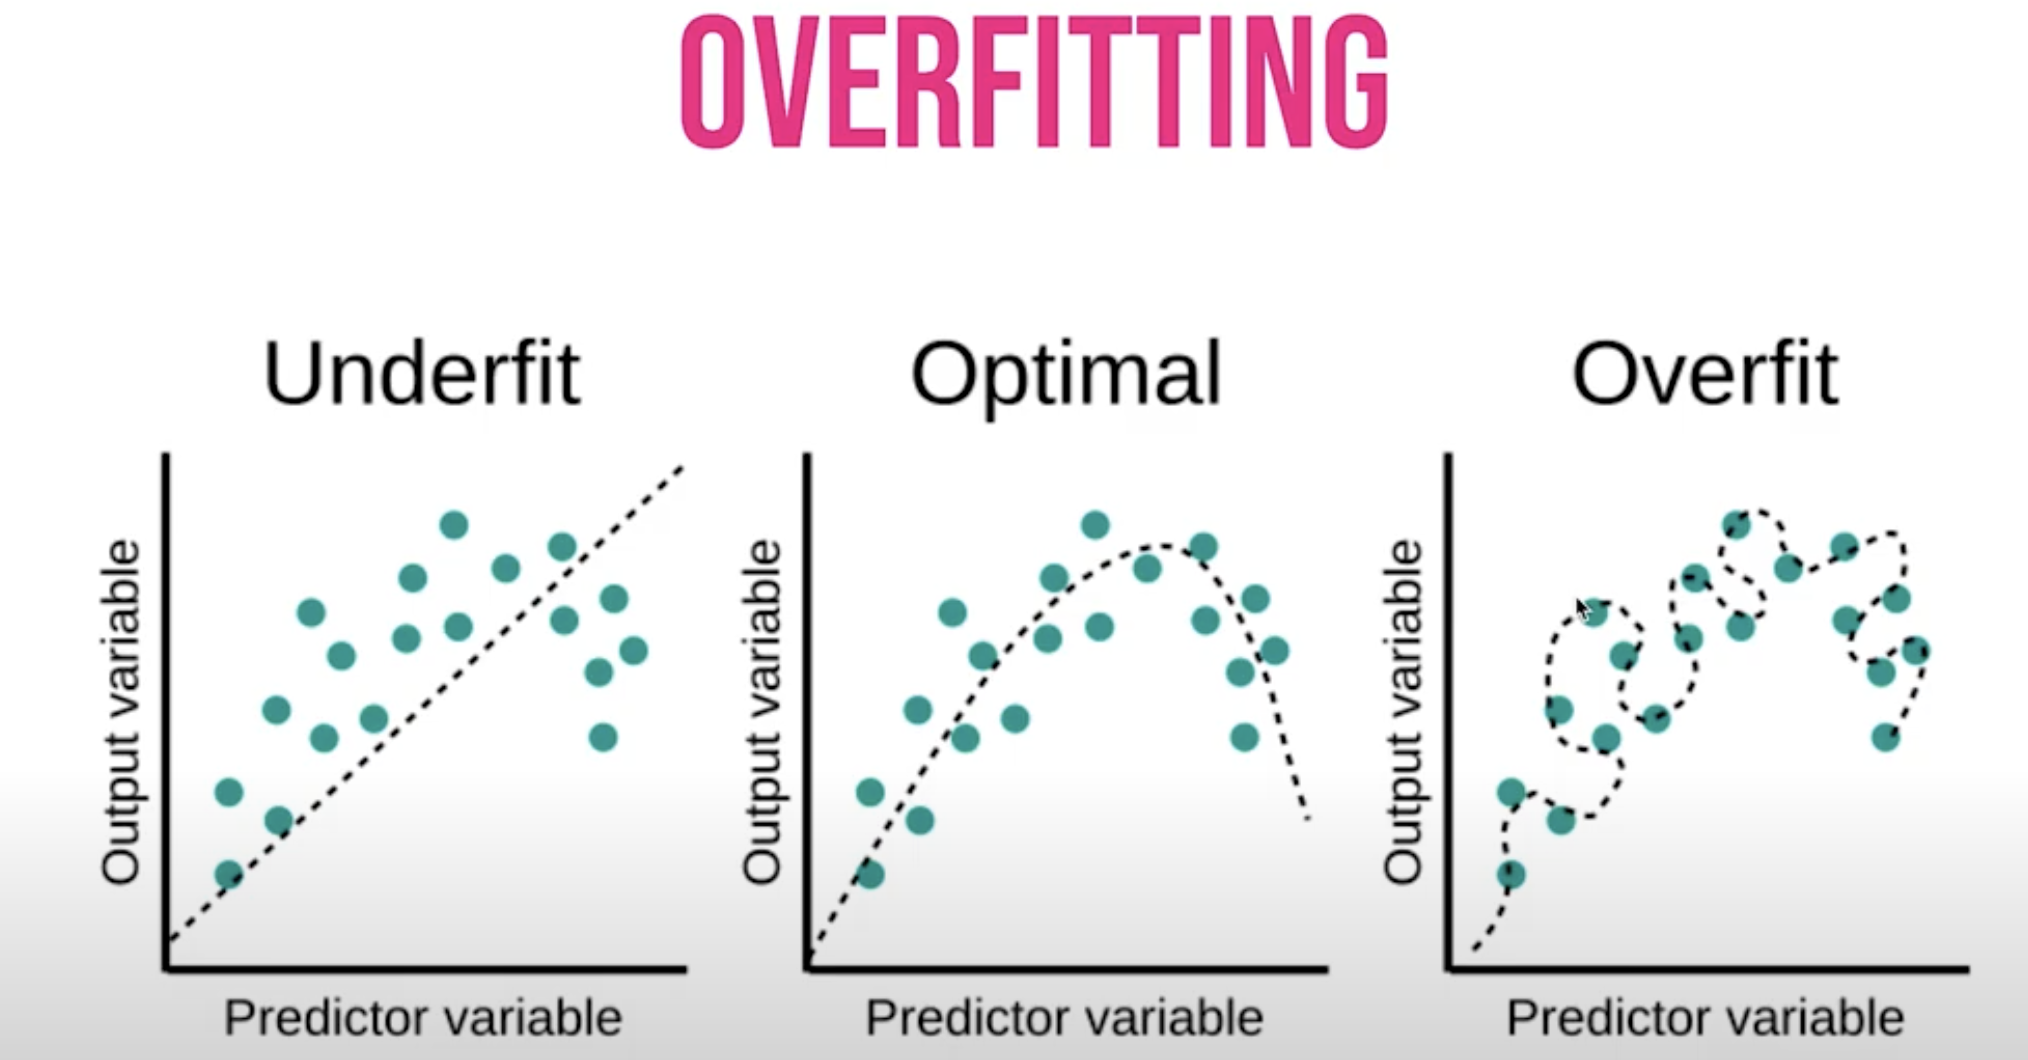 OVERFITTING
Underfit
Optimal
Overfit
Output variable
Output variable
Output variable
Predictor variable
Predictor variable
Predictor variable